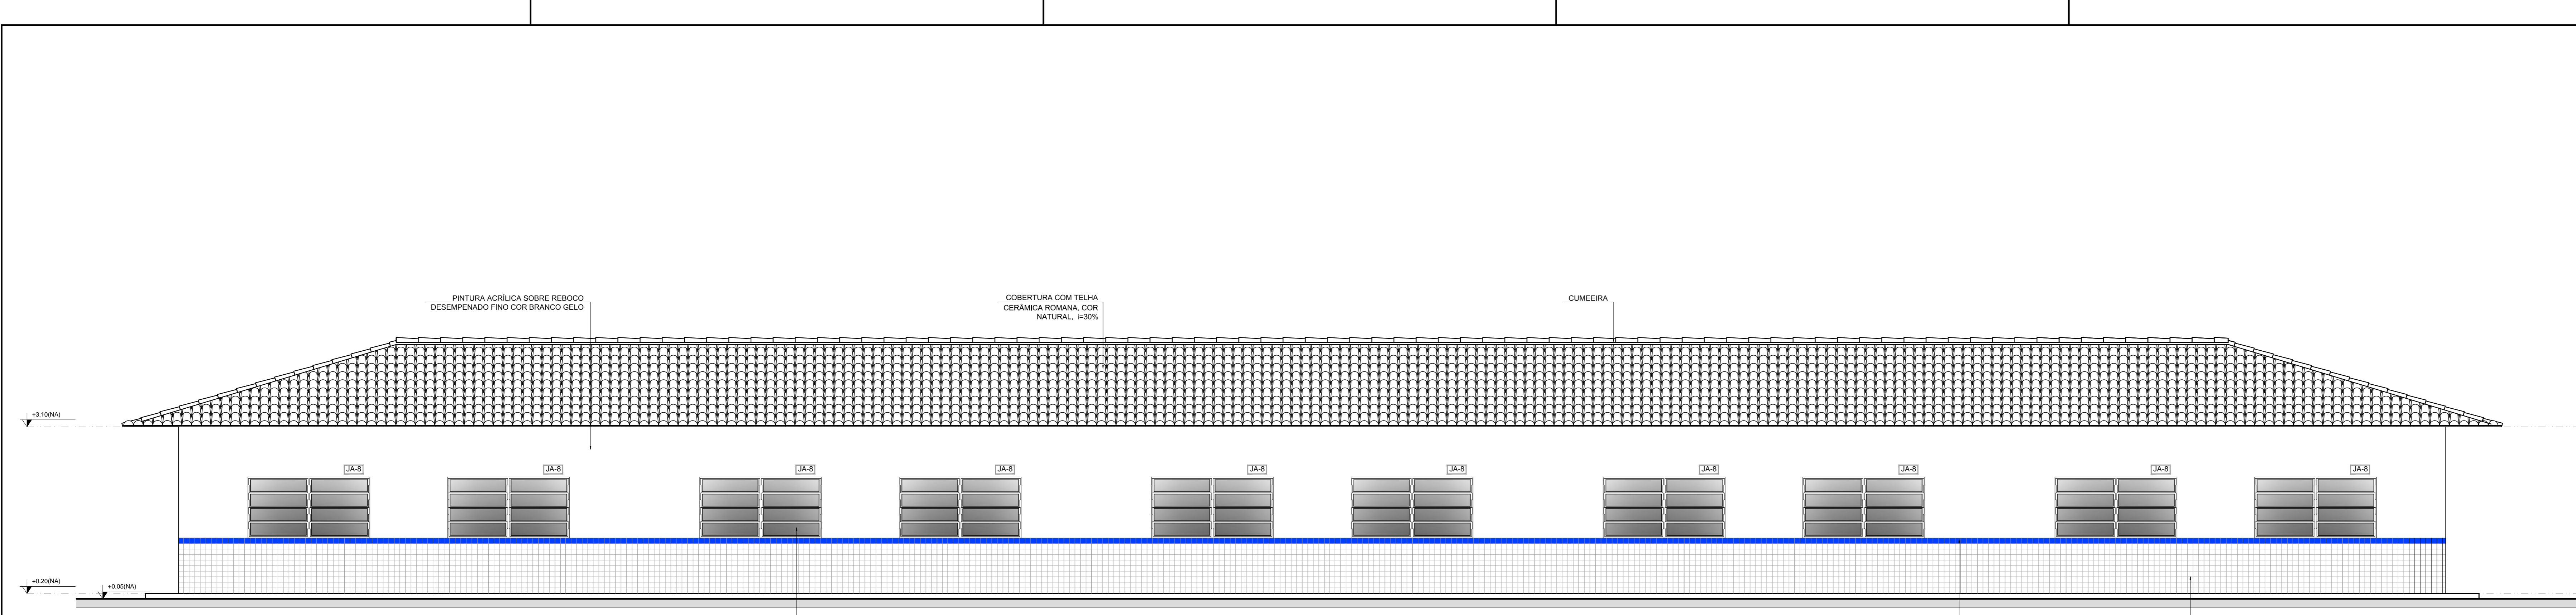 PINTURA ACRÍLICA SOBRE REBOCO
DESEMPENADO FINO COR BRANCO GELO
COBERTURA COM TELHA
CERÂMICA ROMANA, COR
NATURAL, i=30%
CUMEEIRA
+3.10(NA)
JA-8
JA-8
JA-8
JA-8
JA-8
JA-8
JA-8
JA-8
JA-8
JA-8
+0.20(NA)
+0.05(NA)